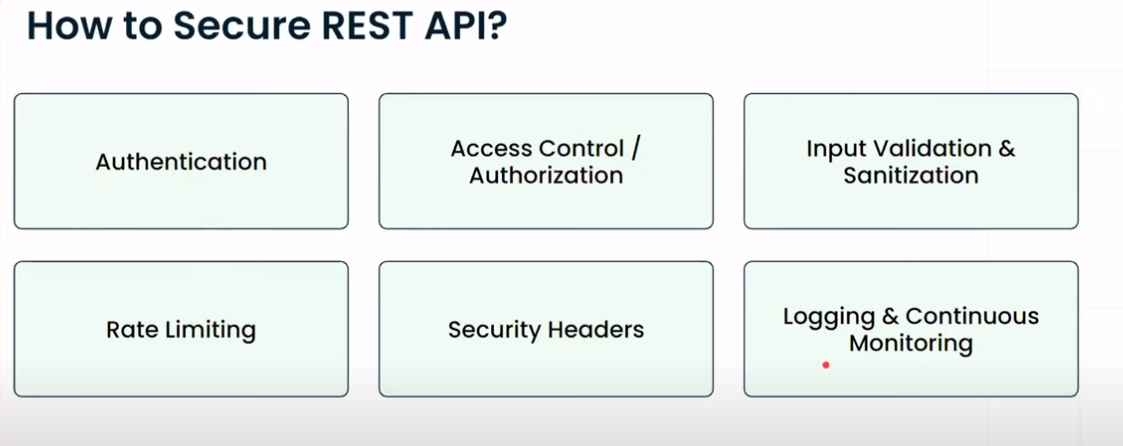 How to Secure REST API?
Authentication
Access Control /
Authorization
Input Validation &
Sanitization
Rate Limiting
Security Headers
Logging & Continuous
Monitoring